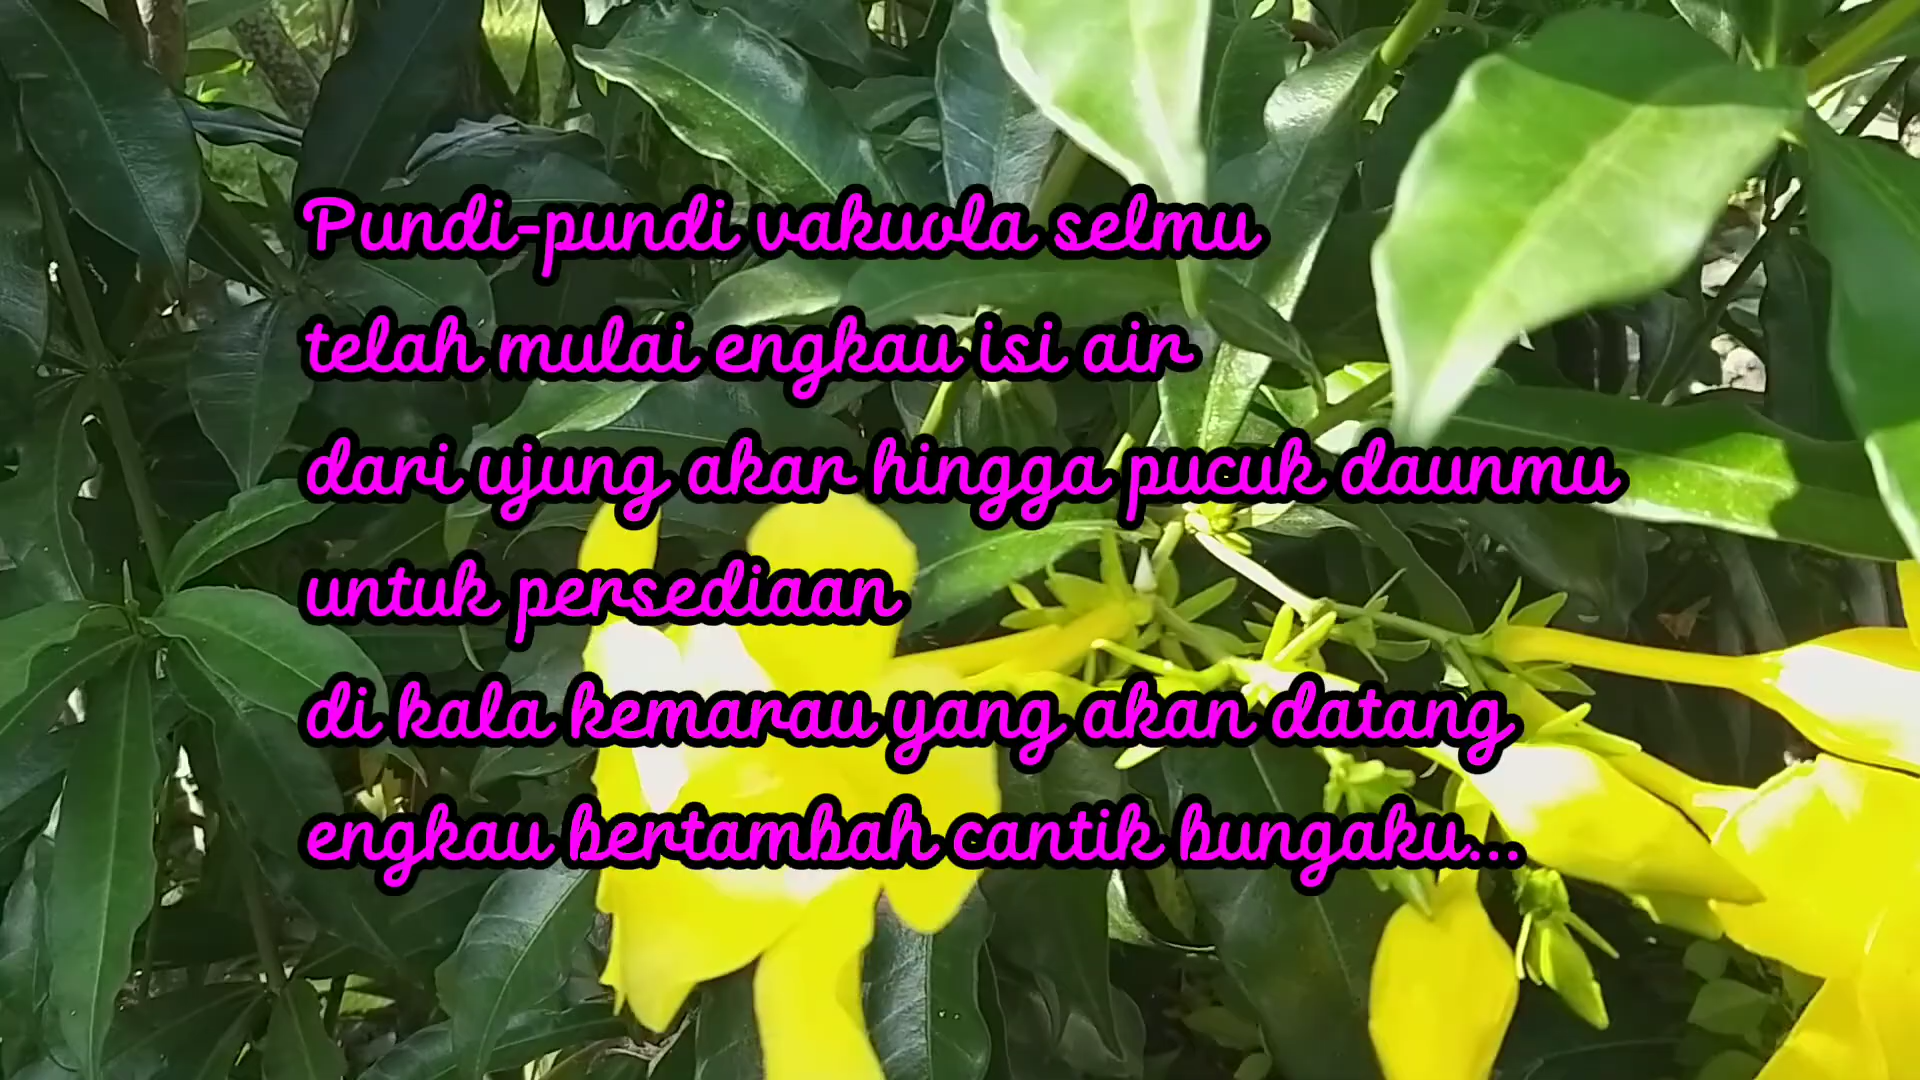 Pundi-pundi vakuola selmu
telah mulai engkau isi air
dari ujung akar hingga pucuk daunmu
untuk persediaan
di kala kemarau yang akan datang
engkau bertambah cantik bungaku...